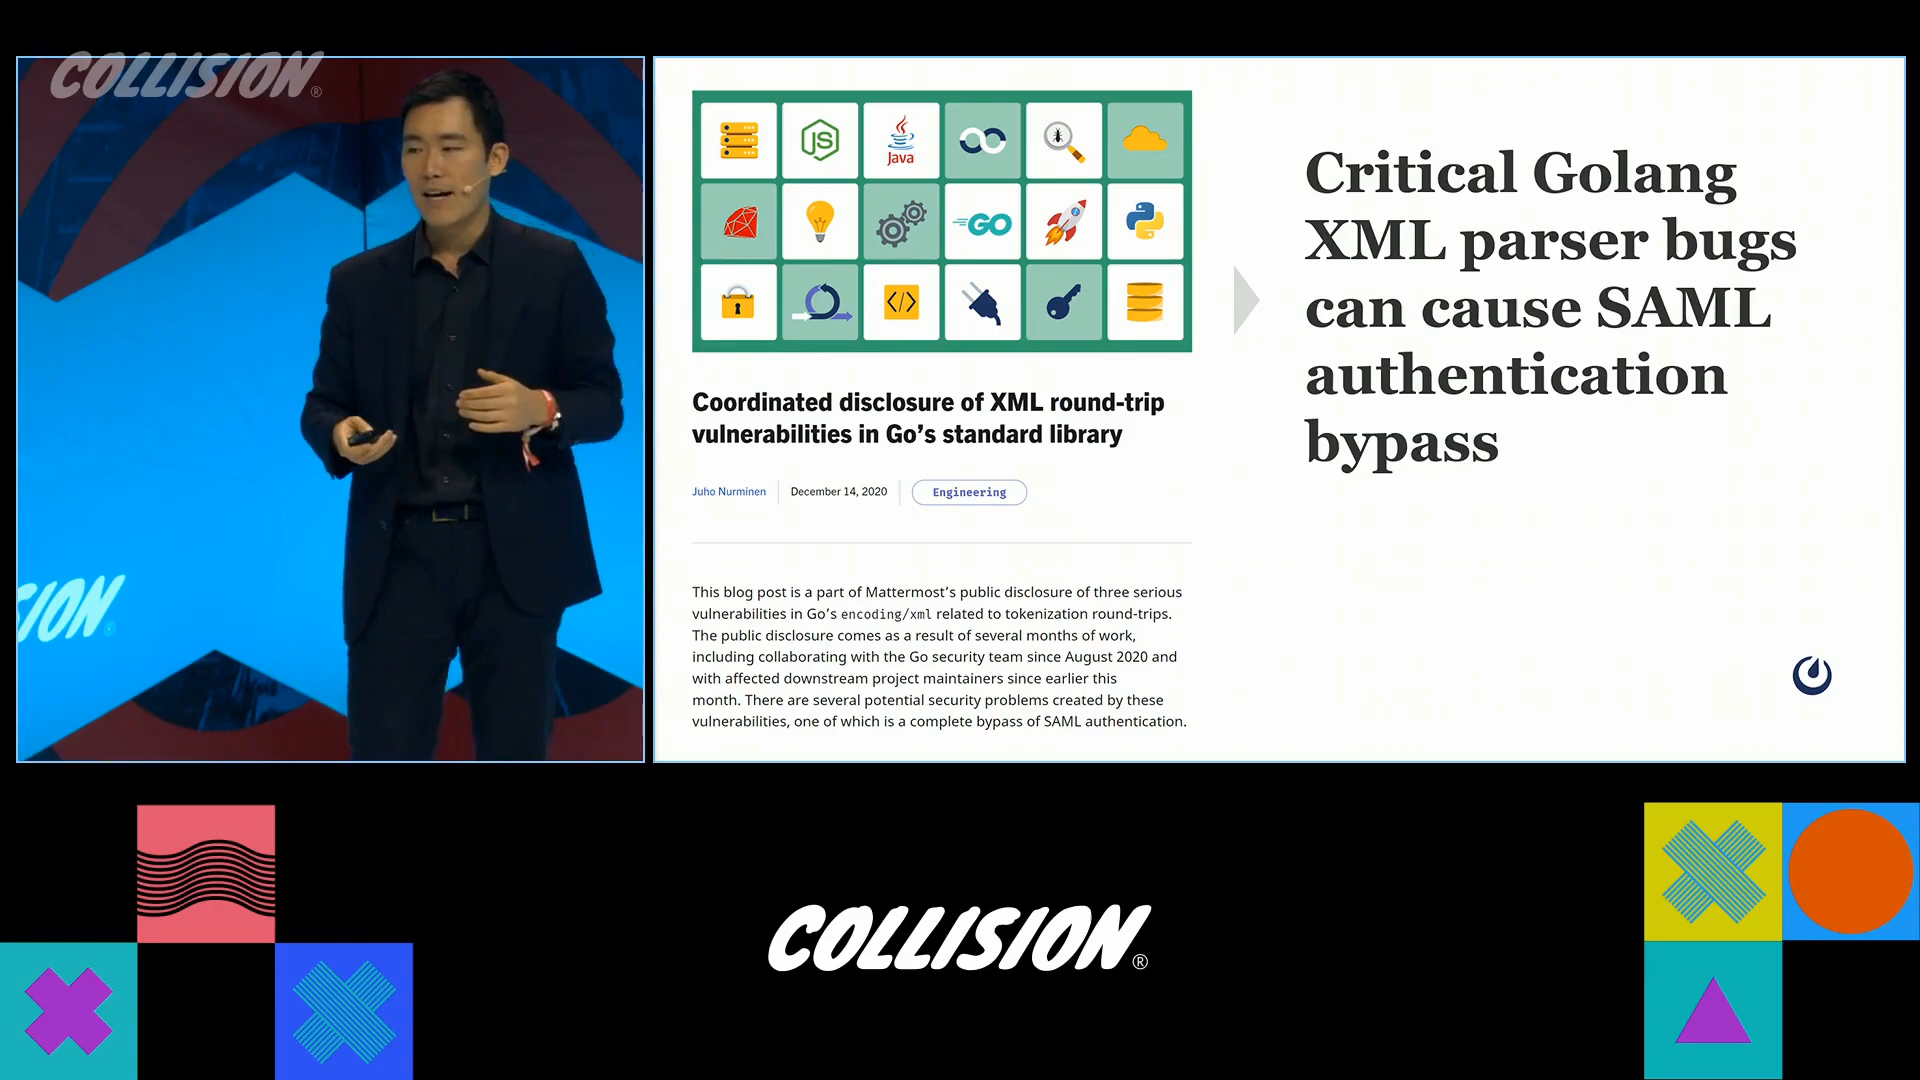 COLLISION®
SION.
JS
Java
GO
</>
Coordinated disclosure of XML round-trip
vulnerabilities in Go’s standard library
Juho Nurminen
December 14, 2020
Engineering
This blog post is a part of Mattermost’s public disclosure of three serious
vulnerabilities in Go’s encoding/xml related to tokenization round-trips.
The public disclosure comes as a result of several months of work,
including collaborating with the Go security team since August 2020 and
with affected downstream project maintainers since earlier this
month. There are several potential security problems created by these
vulnerabilities, one of which is a complete bypass of SAML authentication.
Critical Golang
XML parser bugs
can cause SAML
authentication
bypass
COLLISION®